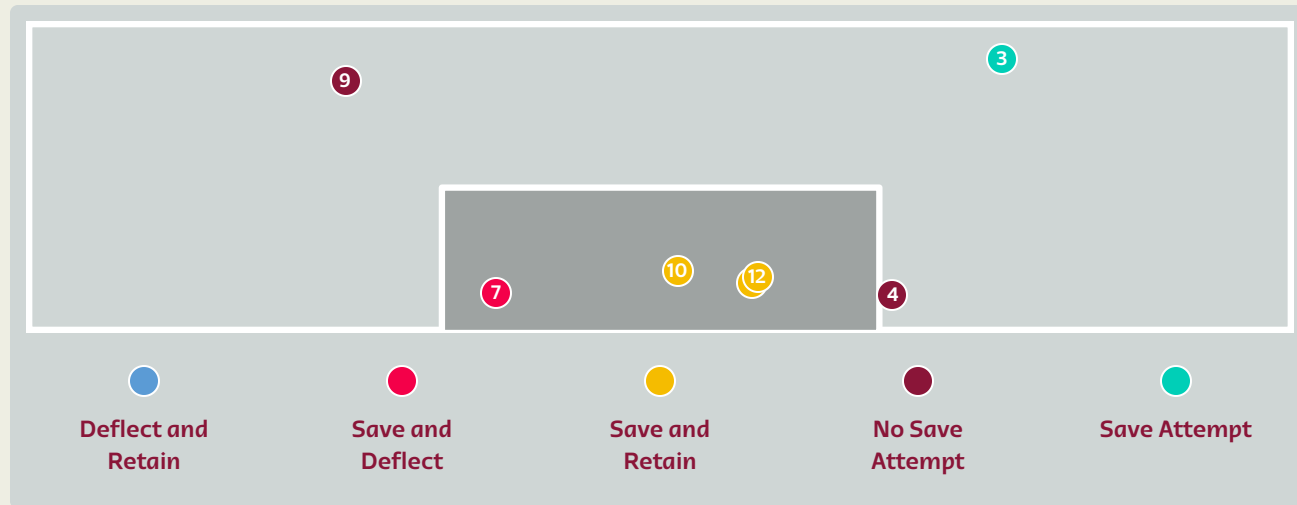 3
9
10
12
7
4
Deflect and
Retain
Save and
Deflect
Save and
Retain
No Save
Attempt
Save Attempt